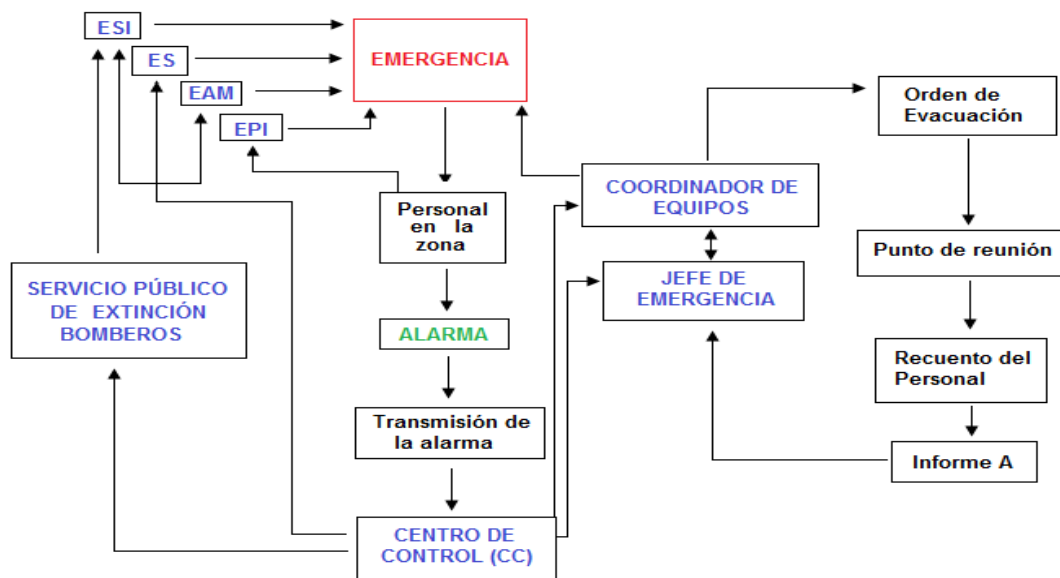 ESI
ES
EAM
EPI
EMERGENCIA
Personal
en la
zona
ALARMA
Transmisión de
la alarma
CENTRO DE
CONTROL (CC)
SERVICIO PÚBLICO
DE EXTINCIÓN
BOMBEROS
COORDINADOR DE
EQUIPOS
JEFE DE
EMERGENCIA
Orden de
Evacuación
Punto de reunión
Recuento del
Personal
Informe A